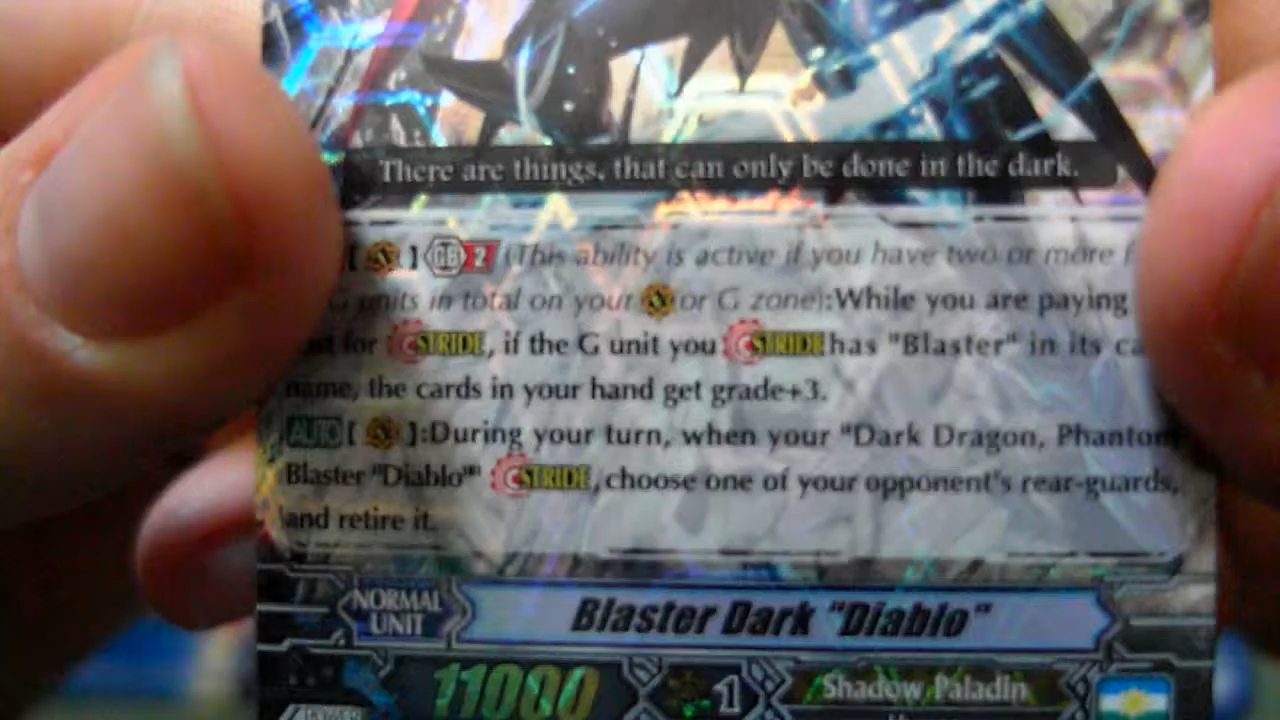 There are things, that can only be done in the dark.
[ ] GB 2 (This ability is active if you have two or more
G units in total on your or G zone):While you are paying
for STRIDE, if the G unit you STRIDE has "Blaster" in its
name, the cards in your hand get grade+3.
AUTO [ ]:During your turn, when your "Dark Dragon, Phantom
Blaster "Diablo"" STRIDE, choose one of your opponent's rear-guards,
and retire it.
NORMAL UNIT
Blaster Dark "Diablo"
11000
1
Shadow Paladin
POWER